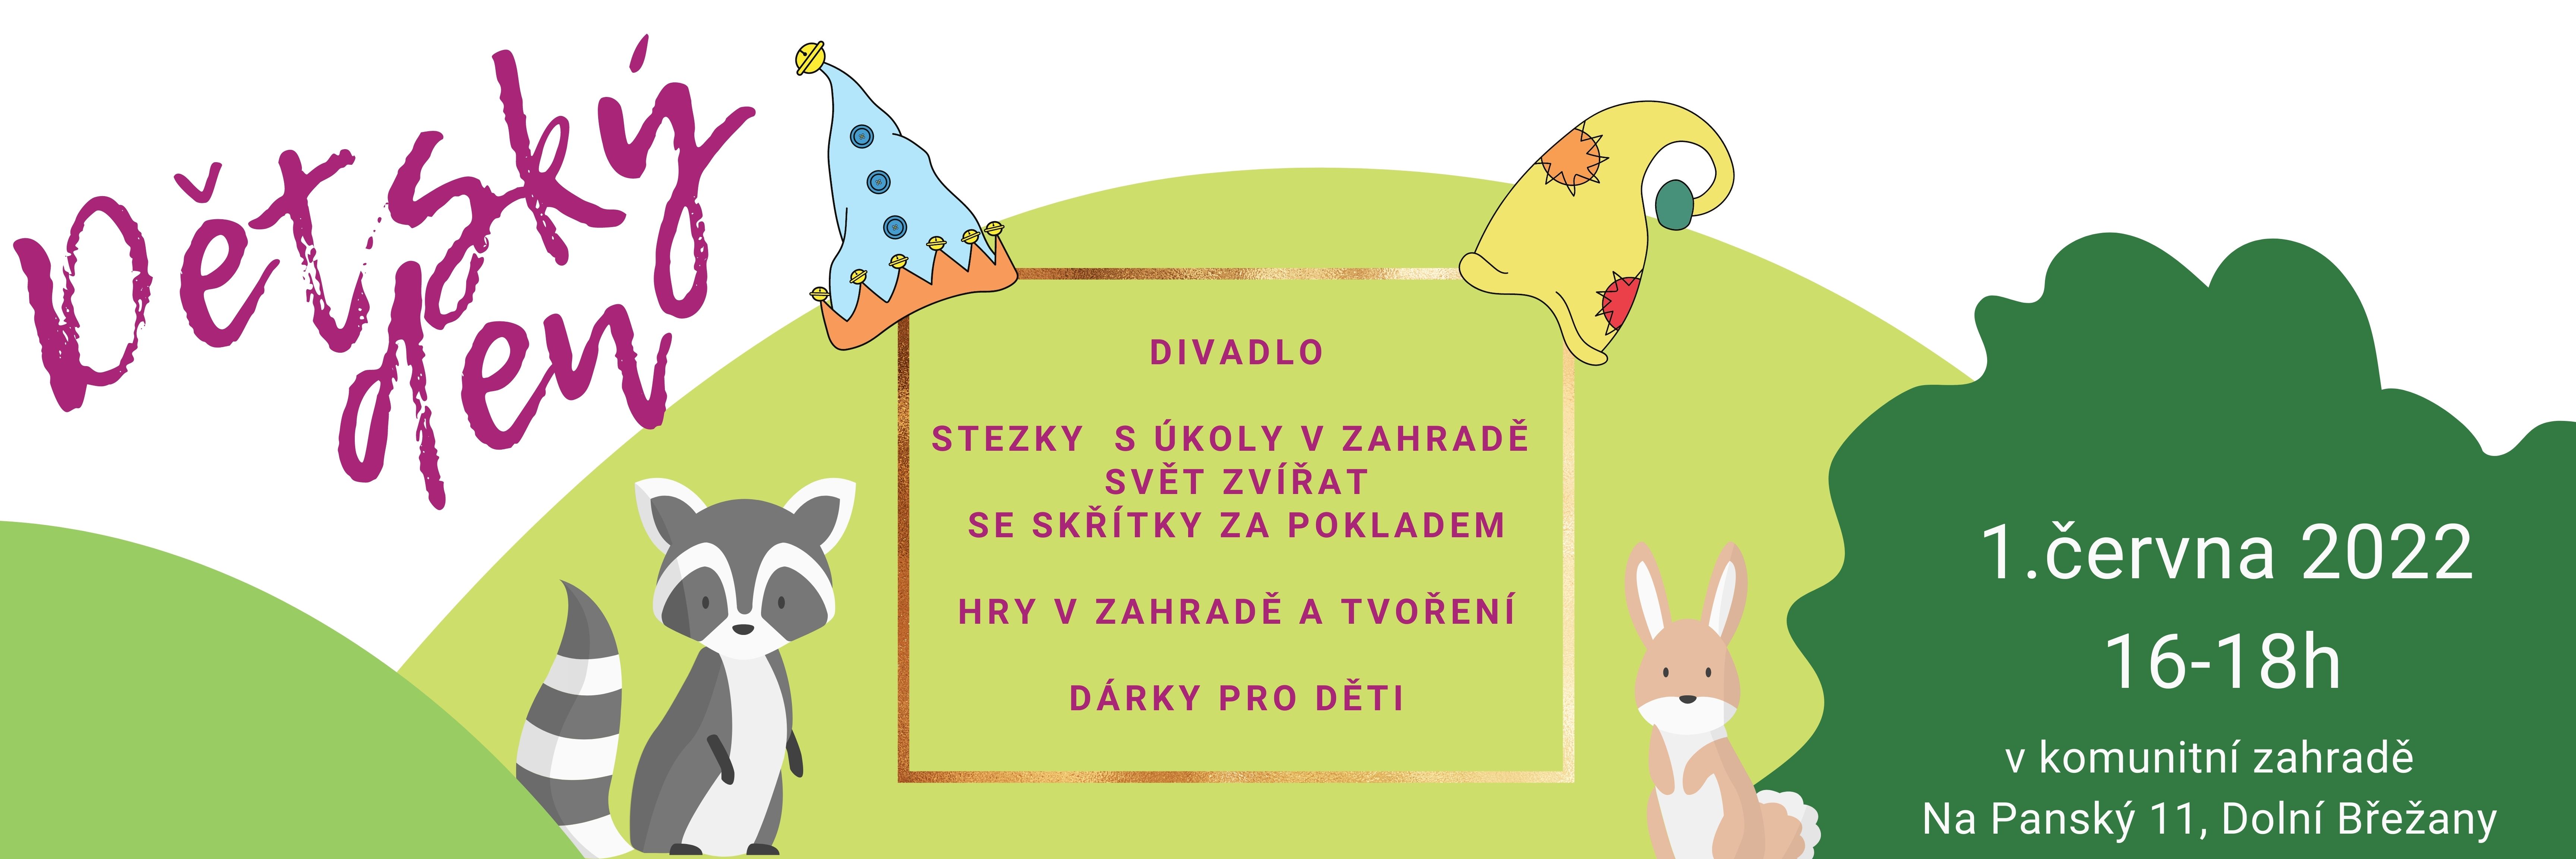 Dětský
den
DIVADLO
STEZKY S ÚKOLY V ZAHRADĚ
SVĚT ZVÍŘAT
SE SKŘÍTKY ZA POKLADEM
HRY V ZAHRADĚ A TVOŘENÍ
DÁRKY PRO DĚTI
1.června 2022
16-18h
v komunitní zahradě
Na Panský 11, Dolní Břežany